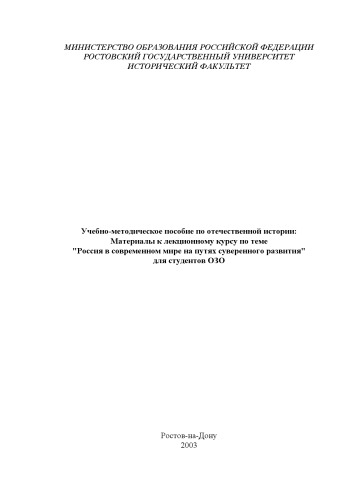 МИНИСТЕРСТВО ОБРАЗОВАНИЯ РОССИЙСКОЙ ФЕДЕРАЦИИ
РОСТОВСКИЙ ГОСУДАРСТВЕННЫЙ УНИВЕРСИТЕТ
ИСТОРИЧЕСКИЙ ФАКУЛЬТЕТ
Учебно-методическое пособие по отечественной истории:
Материалы к лекционному курсу по теме
"Россия в современном мире на путях суверенного развития"
для студентов ОЗО
Ростов-на-Дону
2003